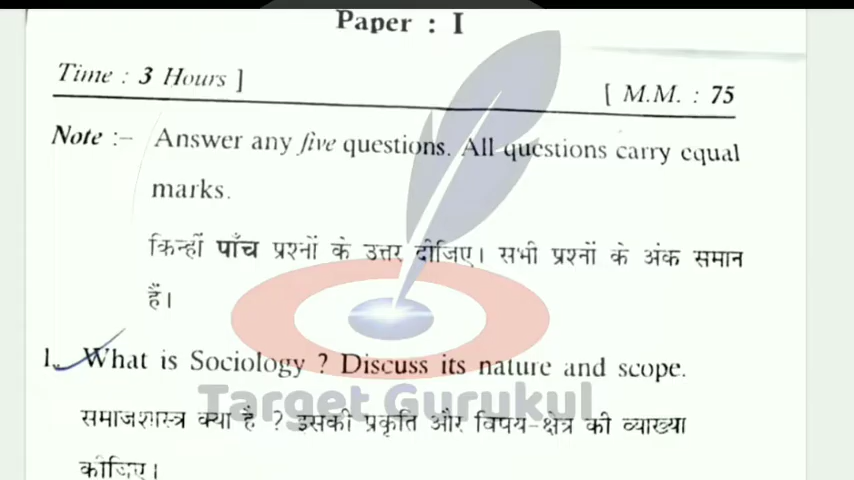 Paper : I
Time : 3 Hours ]
[ M.M. : 75
Note :– Answer any five questions. All questions carry equal
marks.
किन्हीं पाँच प्रश्नों के उत्तर दीजिए। सभी प्रश्नों के अंक समान
हैं।
1. What is Sociology ? Discuss its nature and scope.
Target Gurukul
समाजशास्त्र क्या है ? इसकी प्रकृति और विषय-क्षेत्र की व्याख्या
कीजिए।